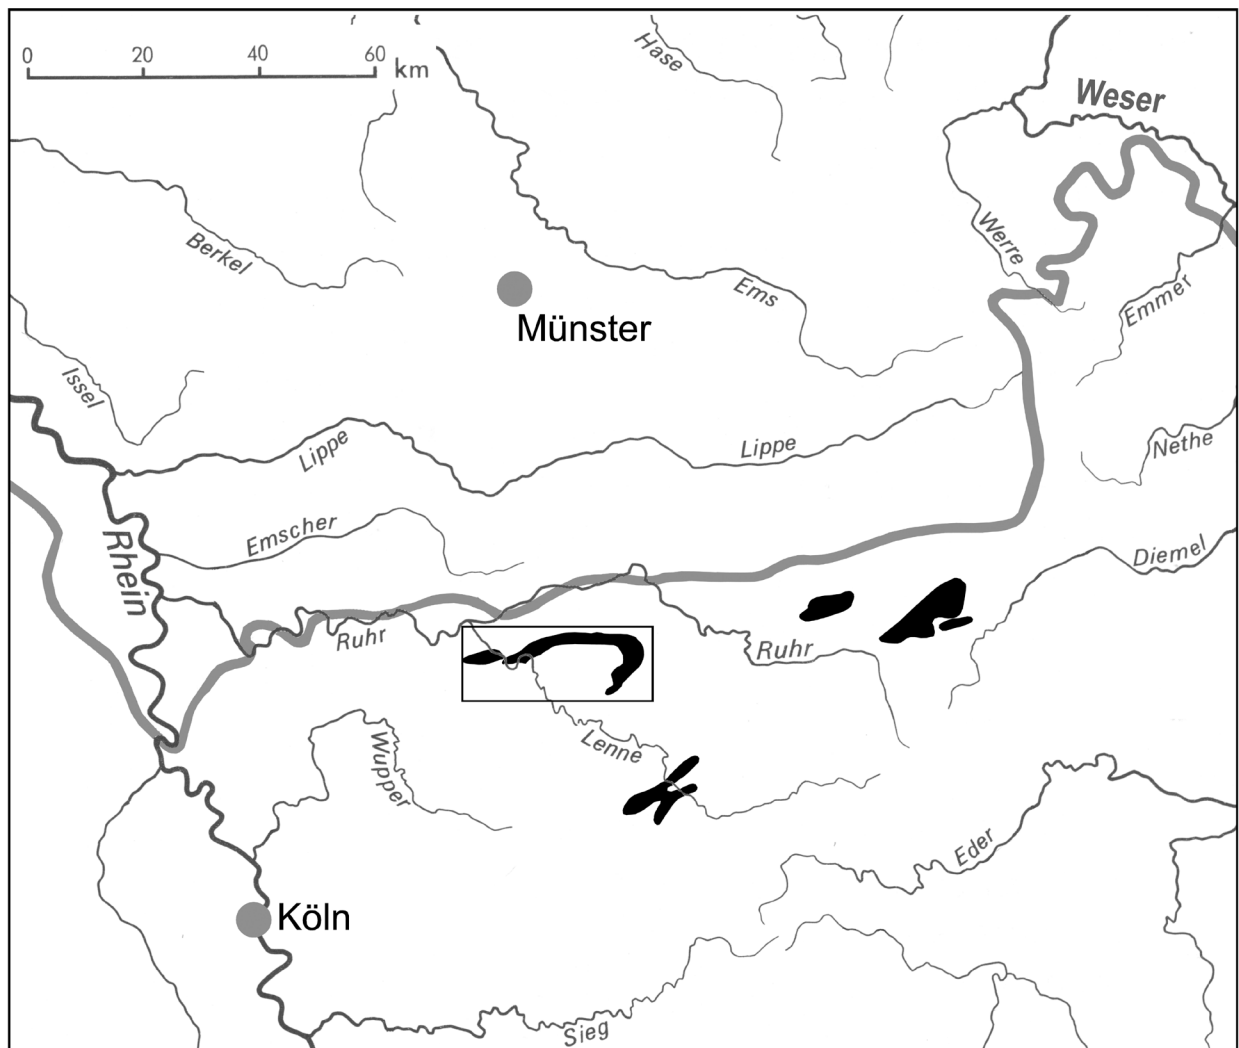 0 20 40 60 km
Hase
Weser
Werre
Berkel
Ems
Emmer
Münster
Issel
Lippe
Lippe
Nethe
Emscher
Rhein
Diemel
Ruhr
Ruhr
Lenne
Wupper
Eder
Köln
Sieg